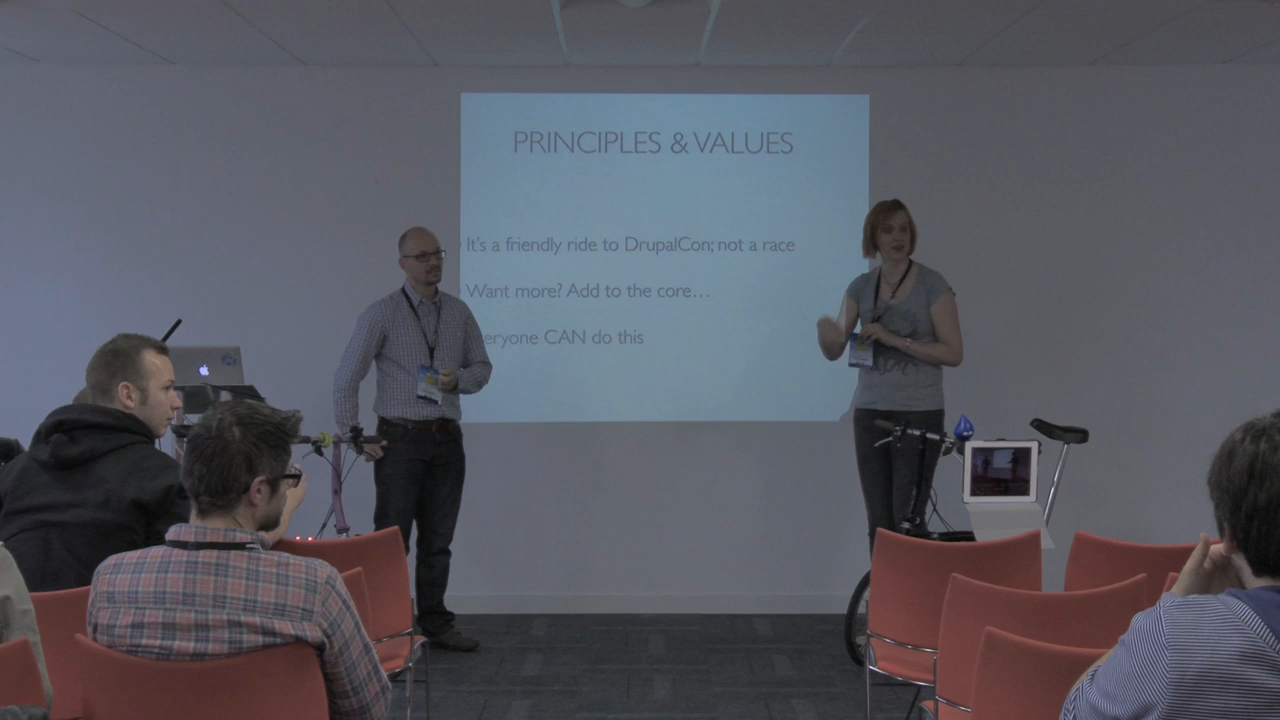 PRINCIPLES & VALUES
It's a friendly ride to DrupalCon; not a race
Want more? Add to the core...
eryone CAN do this